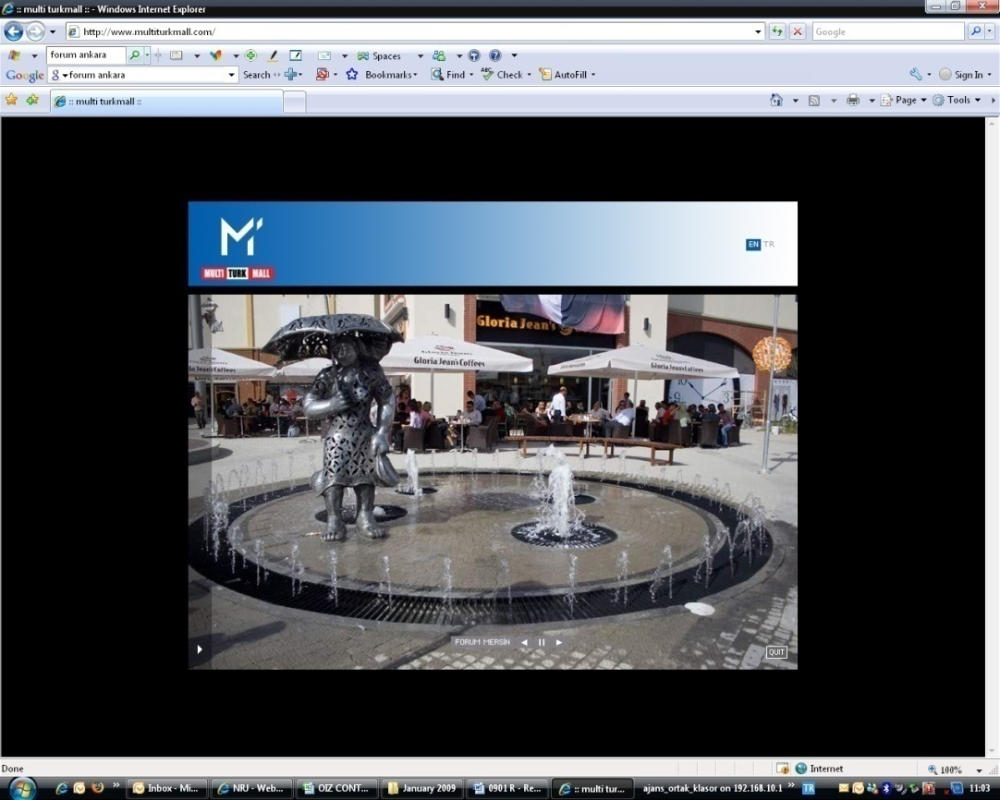 :: multi turkmall :: - Windows Internet Explorer
http://www.multiturkmall.com/
Google
forum ankara
Spaces
Google
forum ankara
Search
Bookmarks
Find
ABC Check
AutoFill
Sign In
:: multi turkmall ::
Page
Tools
M
EN TR
MULTI TURK MALL
Gloria Jean's
Gloria Jean's Coffees
Gloria Jean's Coffees
Gloria Jean's Coffees
FORUM MERSİN
QUIT
Done
Internet
100%
Inbox - Mi...
NRJ - Web...
OIZ CONT...
January 2009
0901 R - Re...
:: multi tur...
ajans_ortak_klasor on 192.168.10.1
TR
11:03